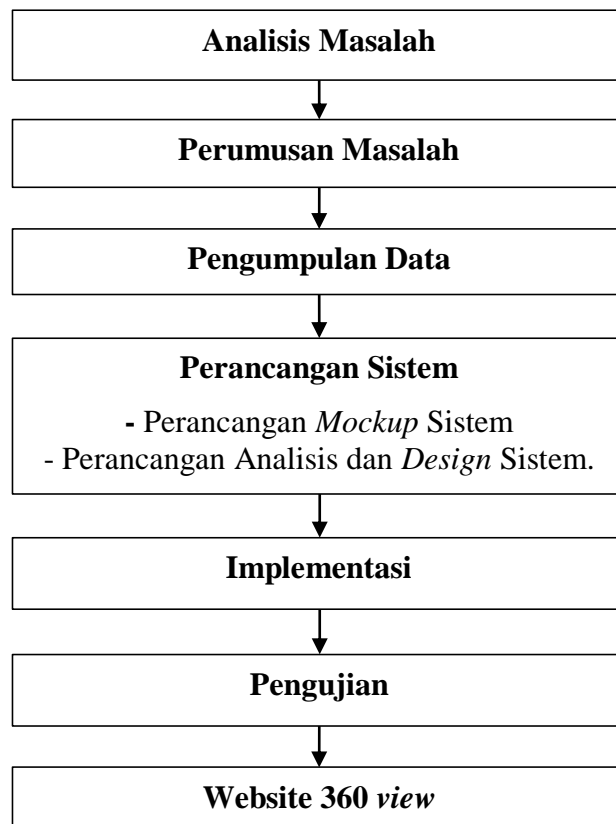 Analisis Masalah
Perumusan Masalah
Pengumpulan Data
Perancangan Sistem
- Perancangan Mockup Sistem
- Perancangan Analisis dan Design Sistem.
Implementasi
Pengujian
Website 360 view